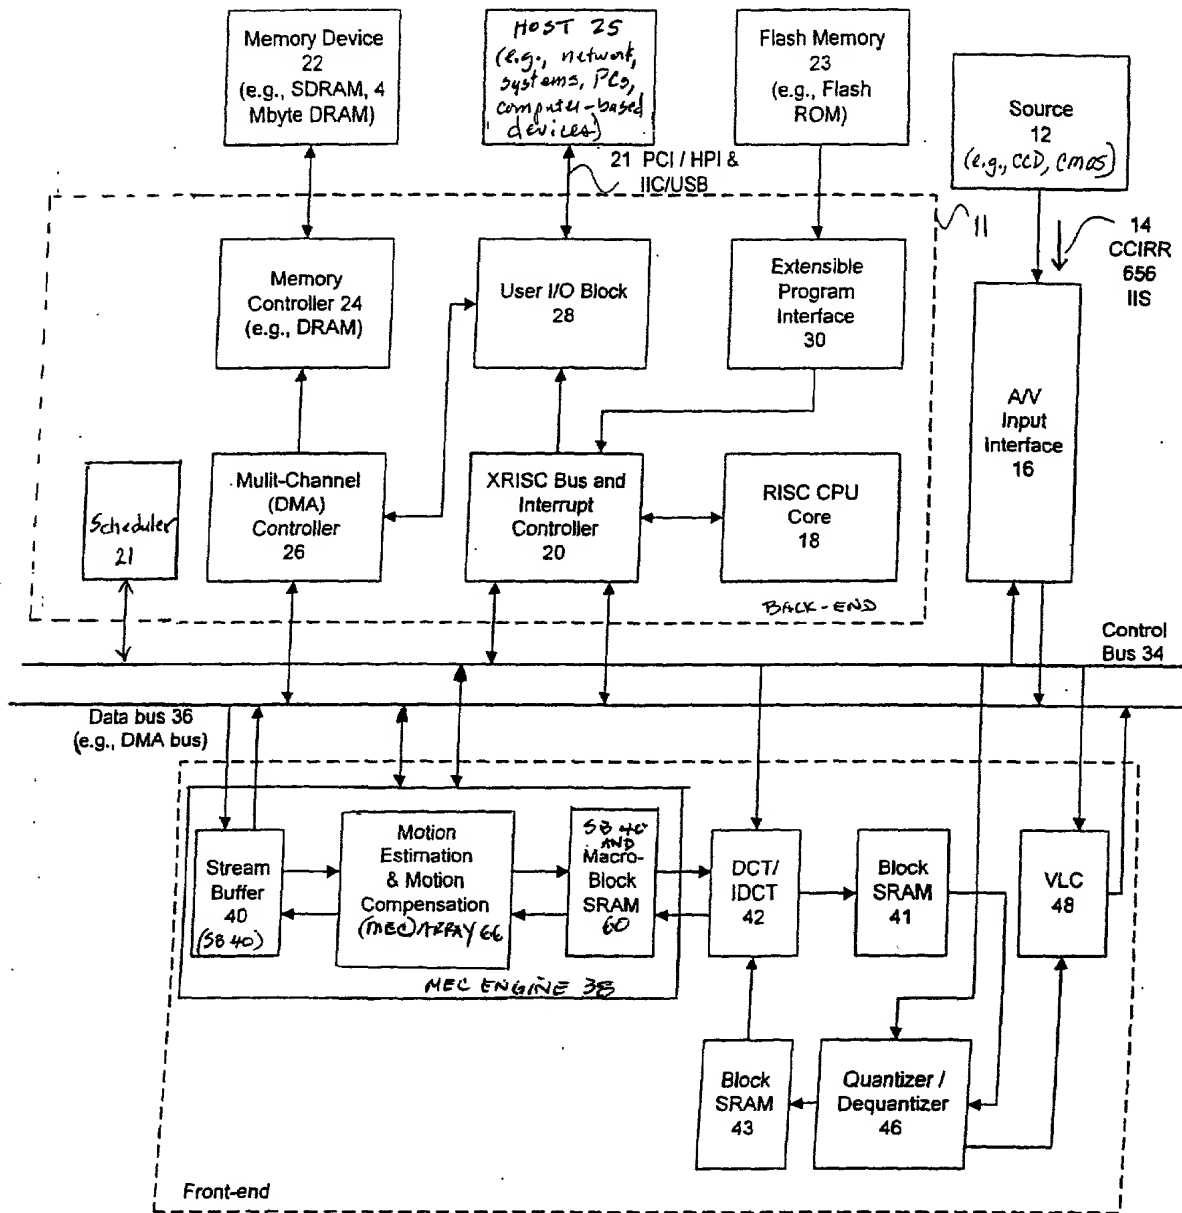 Memory Device
22
(e.g., SDRAM, 4
Mbyte DRAM)
HOST 25
(e.g., network,
systems, PCs,
computer-based
devices)
Flash Memory
23
(e.g., Flash
ROM)
Source
12
(e.g., CCD, CMOS)
21 PCI / HPI &
IIC/USB
11
14
CCIRR
656
IIS
Memory
Controller 24
(e.g., DRAM)
User I/O Block
28
Extensible
Program
Interface
30
A/V
Input
Interface
16
Scheduler
21
Mulit-Channel
(DMA)
Controller
26
XRISC Bus and
Interrupt
Controller
20
RISC CPU
Core
18
BACK-END
Control
Bus 34
Data bus 36
(e.g., DMA bus)
Stream
Buffer
40
(SB 40)
Motion
Estimation
& Motion
Compensation
(MEC) ARRAY 66
SB 40
AND
Macro-
Block
SRAM
60
MEC ENGINE 38
DCT/
IDCT
42
Block
SRAM
41
VLC
48
Block
SRAM
43
Quantizer /
Dequantizer
46
Front-end